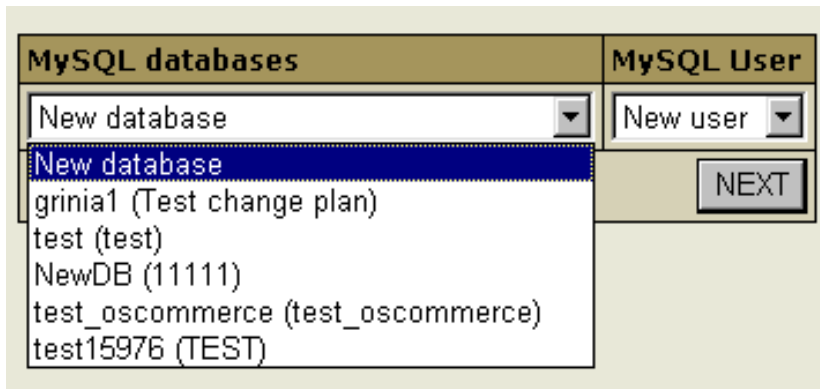 MySQL databases MySQL User
New database New user
New database
NEXT
grinia1 (Test change plan)
test (test)
NewDB (11111)
test_oscommerce (test_oscommerce)
test15976 (TEST)